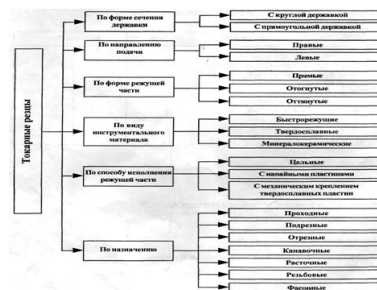 Токарные резцы
По форме сечения
державки
С круглой державкой
С прямоугольной державкой
По направлению
подачи
Правые
Левые
По форме режущей
части
Прямые
Отогнутые
Оттянутые
По виду
инструментального
материала
Быстрорежущие
Твердосплавные
Минералокерамические
По способу исполнения
режущей части
Цельные
С напайными пластинами
С механическим креплением
твердосплавных пластин
По назначению
Проходные
Подрезные
Отрезные
Канавочные
Расточные
Резьбовые
Фасонные